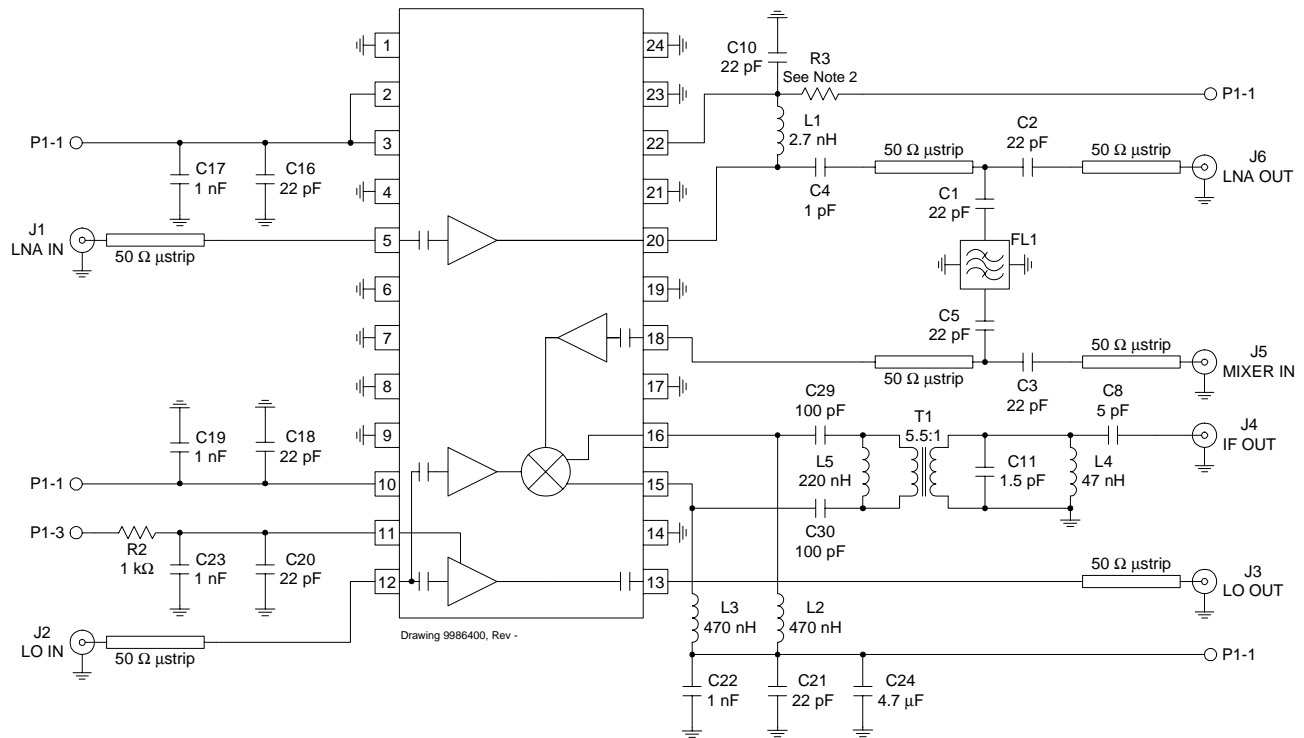 1
2
3
4
5
6
7
8
9
10
11
12
24
23
22
21
20
19
18
17
16
15
14
13
P1-1
C17
1 nF
C16
22 pF
J1
LNA IN
50 Ω μstrip
C19
1 nF
C18
22 pF
P1-1
P1-3
R2
1 kΩ
C23
1 nF
C20
22 pF
J2
LO IN
50 Ω μstrip
Drawing 9986400, Rev -
C10
22 pF
R3
See Note 2
P1-1
L1
2.7 nH
C4
1 pF
50 Ω μstrip
C2
22 pF
50 Ω μstrip
J6
LNA OUT
C1
22 pF
FL1
C5
22 pF
50 Ω μstrip
C3
22 pF
50 Ω μstrip
J5
MIXER IN
C29
100 pF
L5
220 nH
C30
100 pF
T1
5.5:1
C11
1.5 pF
L4
47 nH
C8
5 pF
J4
IF OUT
50 Ω μstrip
J3
LO OUT
L3
470 nH
L2
470 nH
P1-1
C22
1 nF
C21
22 pF
C24
4.7 μF